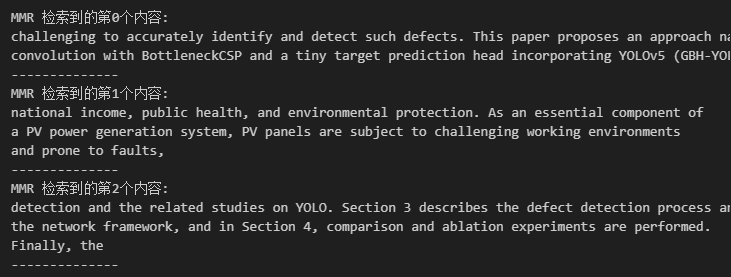 MMR 检索到的第0个内容:
challenging to accurately identify and detect such defects. This paper proposes an approach
convolution with BottleneckCSP and a tiny target prediction head incorporating YOLOv5
--------------
MMR 检索到的第1个内容:
national income, public health, and environmental protection. As an essential component of
a PV power generation system, PV panels are subject to challenging working environments
and prone to faults,
--------------
MMR 检索到的第2个内容:
detection and the related studies on YOLO. Section 3 describes the defect detection process
the network framework, and in Section 4, comparison and ablation experiments are performed.
Finally, the
--------------